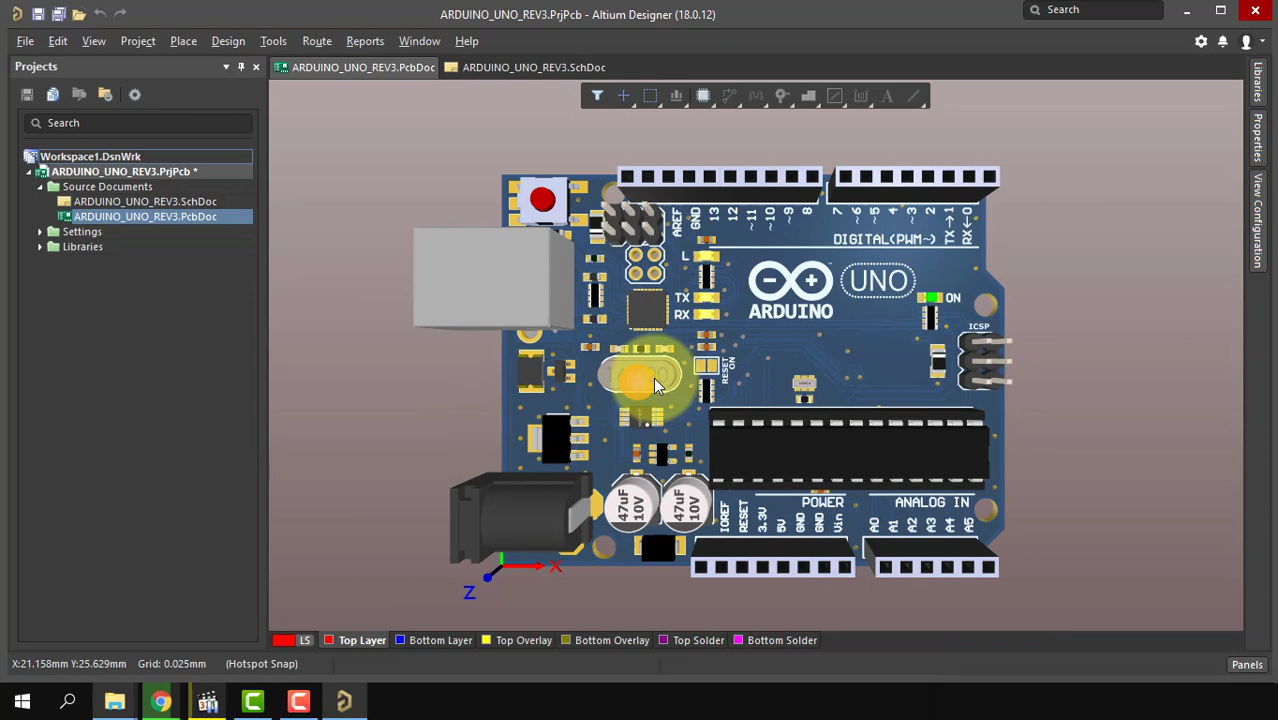 ARDUINO_UNO_REV3.PrjPcb - Altium Designer (18.0.12)
Search
File Edit View Project Place Design Tools Route Reports Window Help
Projects
ARDUINO_UNO_REV3.PcbDoc
ARDUINO_UNO_REV3.SchDoc
Search
Workspace1.DsnWrk
ARDUINO_UNO_REV3.PrjPcb *
Source Documents
ARDUINO_UNO_REV3.SchDoc
ARDUINO_UNO_REV3.PcbDoc
Settings
Libraries
Libraries
Properties
View Configuration
AREF
GND
13
12
~11
~10
~9
8
7
~6
~5
4
~3
2
TX→1
RX←0
DIGITAL(PWM~)
L
TX
RX
ARDUINO
UNO
ON
ICSP
RESET
ON
47uF
10V
47uF
10V
POWER
ANALOG IN
IOREF
RESET
3.3V
5V
GND
GND
Vin
A0
A1
A2
A3
A4
A5
X
Z
LS Top Layer Bottom Layer Top Overlay Bottom Overlay Top Solder Bottom Solder
X:21.158mm Y:25.629mm Grid: 0.025mm (Hotspot Snap)
Panels